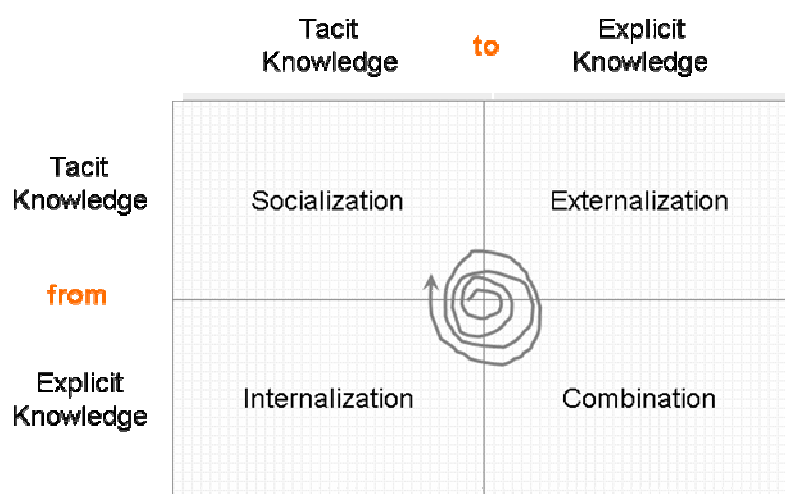 Tacit
Knowledge
to
Explicit
Knowledge
Tacit
Knowledge
Socialization
Externalization
from
Explicit
Knowledge
Internalization
Combination